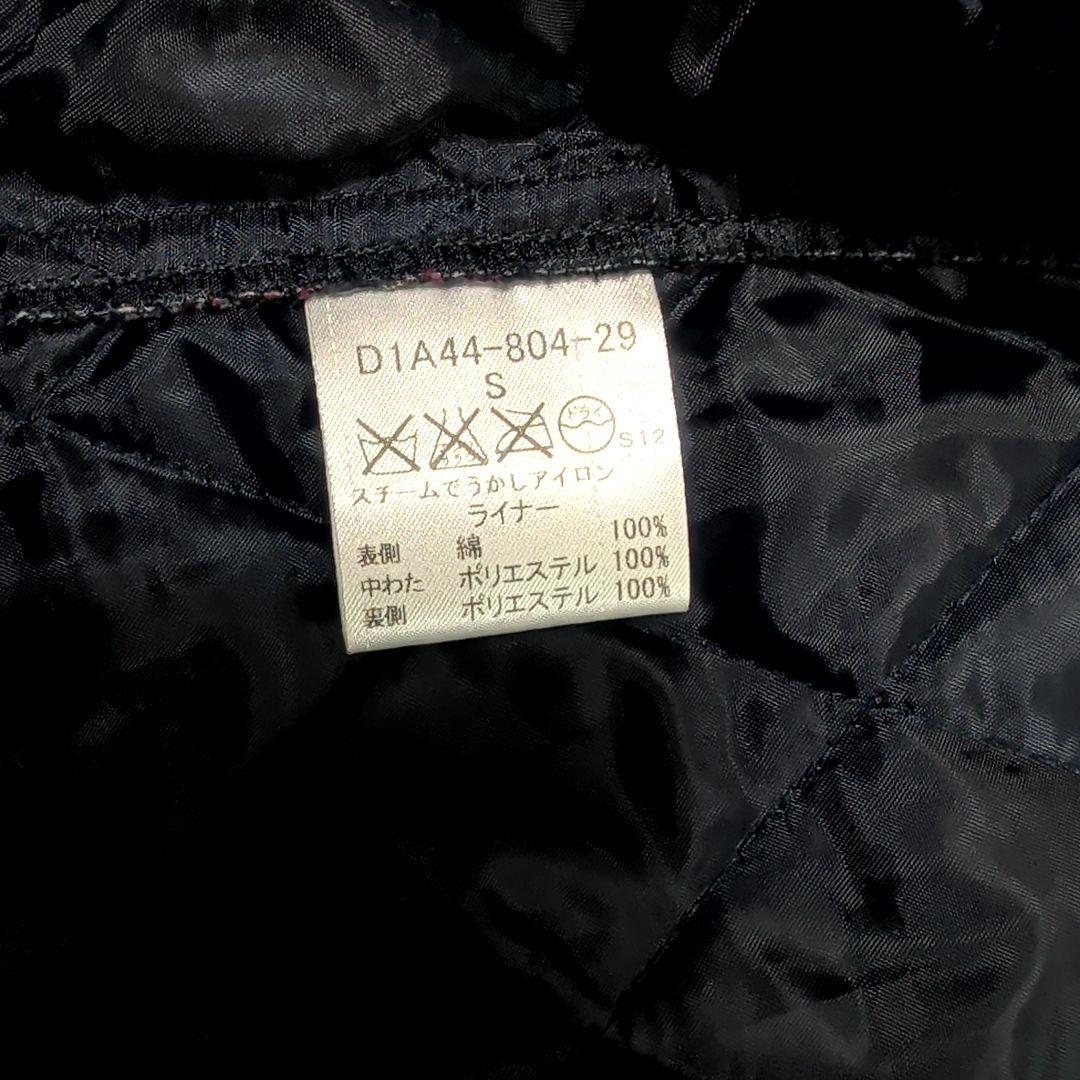 D1A44-804-29
S
ドライ
S12
スチームでうかしアイロン
ライナー
表側 綿 100%
中わた ポリエステル 100%
裏側 ポリエステル 100%